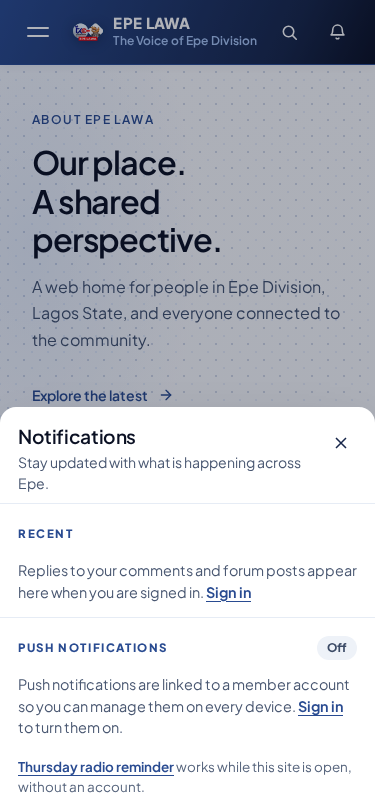 EPE LAWA
The Voice of Epe Division
ABOUT EPE LAWA
Our place.
A shared
perspective.
A web home for people in Epe Division,
Lagos State, and everyone connected to
the community.
Explore the latest →
Notifications
Stay updated with what is happening across
Epe.
RECENT
Replies to your comments and forum posts appear
here when you are signed in. Sign in
PUSH NOTIFICATIONS
Off
Push notifications are linked to a member account
so you can manage them on every device. Sign in
to turn them on.
Thursday radio reminder works while this site is open,
without an account.